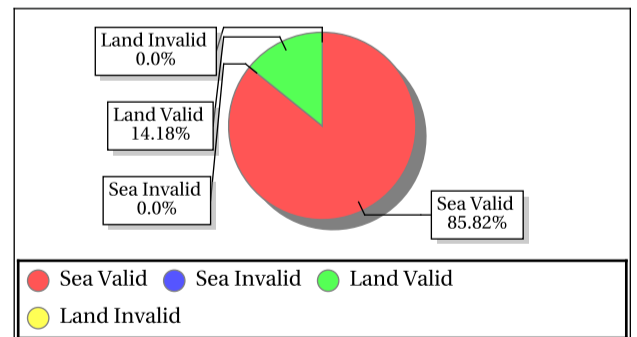 Land Invalid
0.0%
Land Valid
14.18%
Sea Invalid
0.0%
Sea Valid
85.82%
Sea Valid Sea Invalid Land Valid
Land Invalid